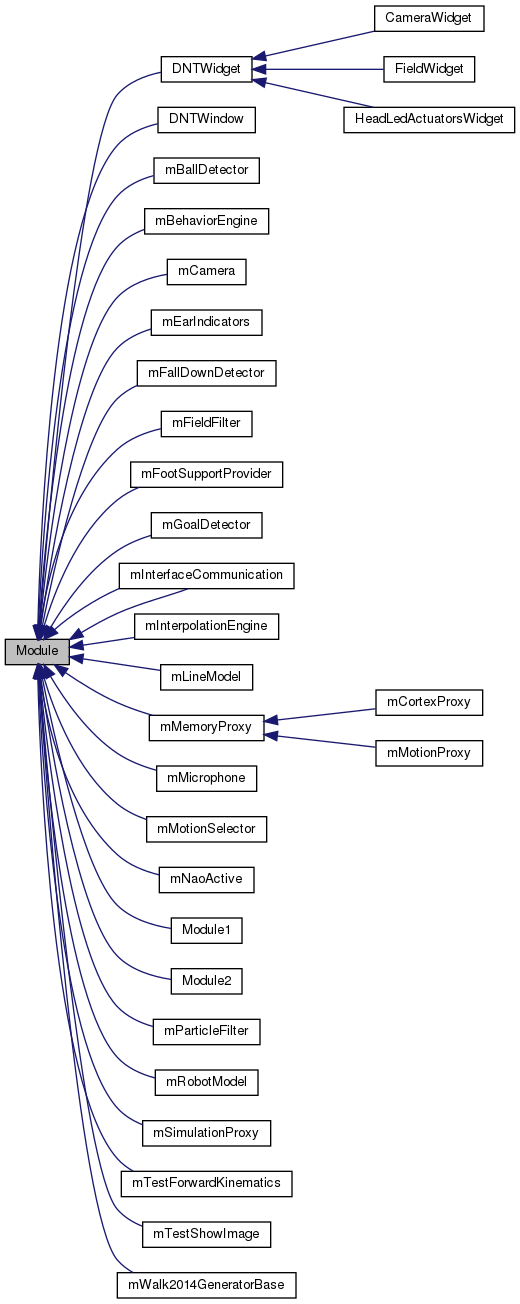 CameraWidget
DNTWidget
FieldWidget
HeadLedActuatorsWidget
DNTWindow
mBallDetector
mBehaviorEngine
mCamera
mEarIndicators
mFallDownDetector
mFieldFilter
mFootSupportProvider
mGoalDetector
mInterfaceCommunication
mInterpolationEngine
Module
mLineModel
mMemoryProxy
mCortexProxy
mMotionProxy
mMicrophone
mMotionSelector
mNaoActive
Module1
Module2
mParticleFilter
mRobotModel
mSimulationProxy
mTestForwardKinematics
mTestShowImage
mWalk2014GeneratorBase